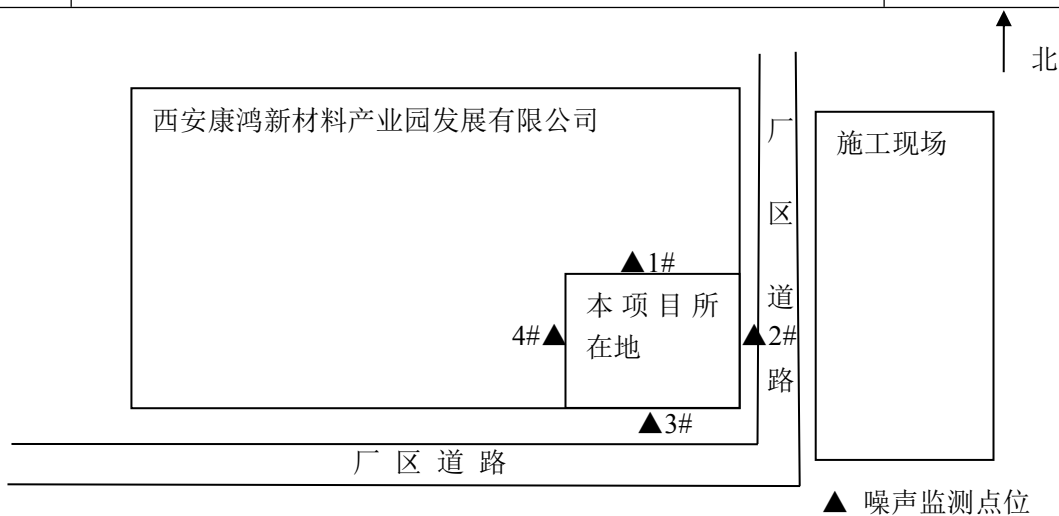 北
西安康鸿新材料产业园发展有限公司
厂区道路
施工现场
▲1#
本项目所
在地
4#▲
▲2#
▲3#
厂区道路
▲ 噪声监测点位